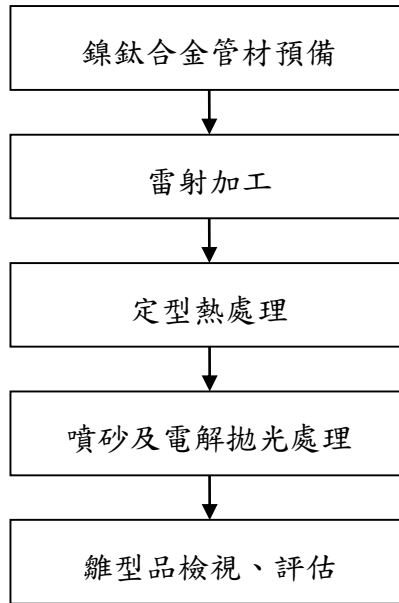 鎳鈦合金管材預備
雷射加工
定型熱處理
噴砂及電解拋光處理
雛型品檢視、評估